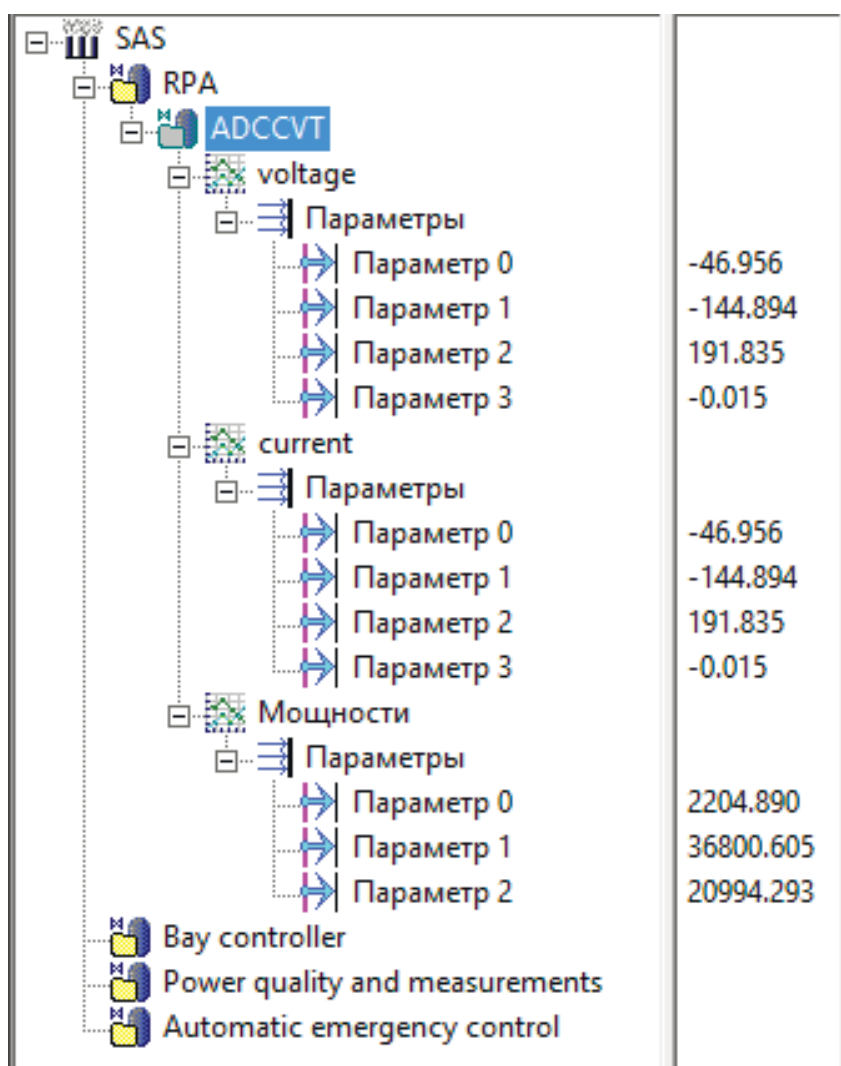 SAS
RPA
ADCCVT
voltage
Параметры
Параметр 0 -46.956
Параметр 1 -144.894
Параметр 2 191.835
Параметр 3 -0.015
current
Параметры
Параметр 0 -46.956
Параметр 1 -144.894
Параметр 2 191.835
Параметр 3 -0.015
Мощности
Параметры
Параметр 0 2204.890
Параметр 1 36800.605
Параметр 2 20994.293
Bay controller
Power quality and measurements
Automatic emergency control